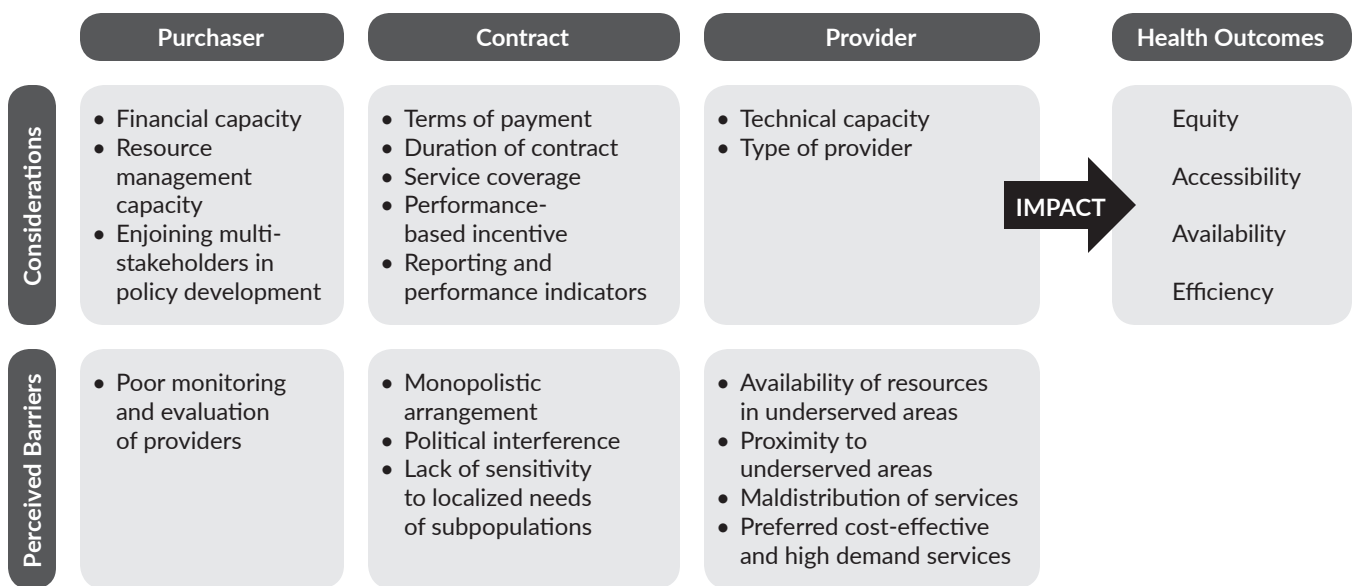 Purchaser
Contract
Provider
Health Outcomes
Considerations
• Financial capacity
• Resource
management
capacity
• Enjoining multi-
stakeholders in
policy development
• Terms of payment
• Duration of contract
• Service coverage
• Performance-
based incentive
• Reporting and
performance indicators
• Technical capacity
• Type of provider
IMPACT
Equity
Accessibility
Availability
Efficiency
Perceived Barriers
• Poor monitoring
and evaluation
of providers
• Monopolistic
arrangement
• Political interference
• Lack of sensitivity
to localized needs
of subpopulations
• Availability of resources
in underserved areas
• Proximity to
underserved areas
• Maldistribution of services
• Preferred cost-effective
and high demand services